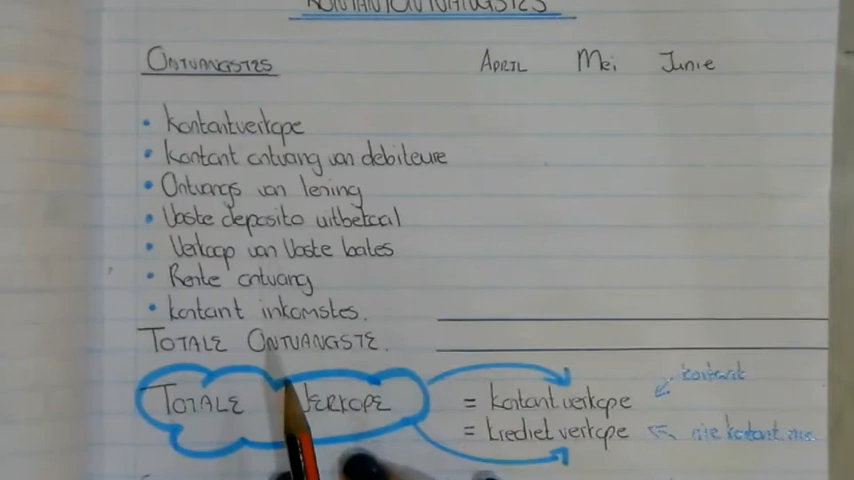 KONTANTONTVANGSTES
ONTVANGSTES APRIL Mei Junie
• Kontantverkope
• Kontant ontvang van debiteure
• Ontvangs van lening
• Vaste deposito uitbetaal
• Verkoop van Vaste bates
• Rente ontvang
• Kontant inkomstes.
TOTALE ONTVANGSTE.
TOTALE VERKOPE = Kontantverkope kontant
= Krediet verkope nie kontant